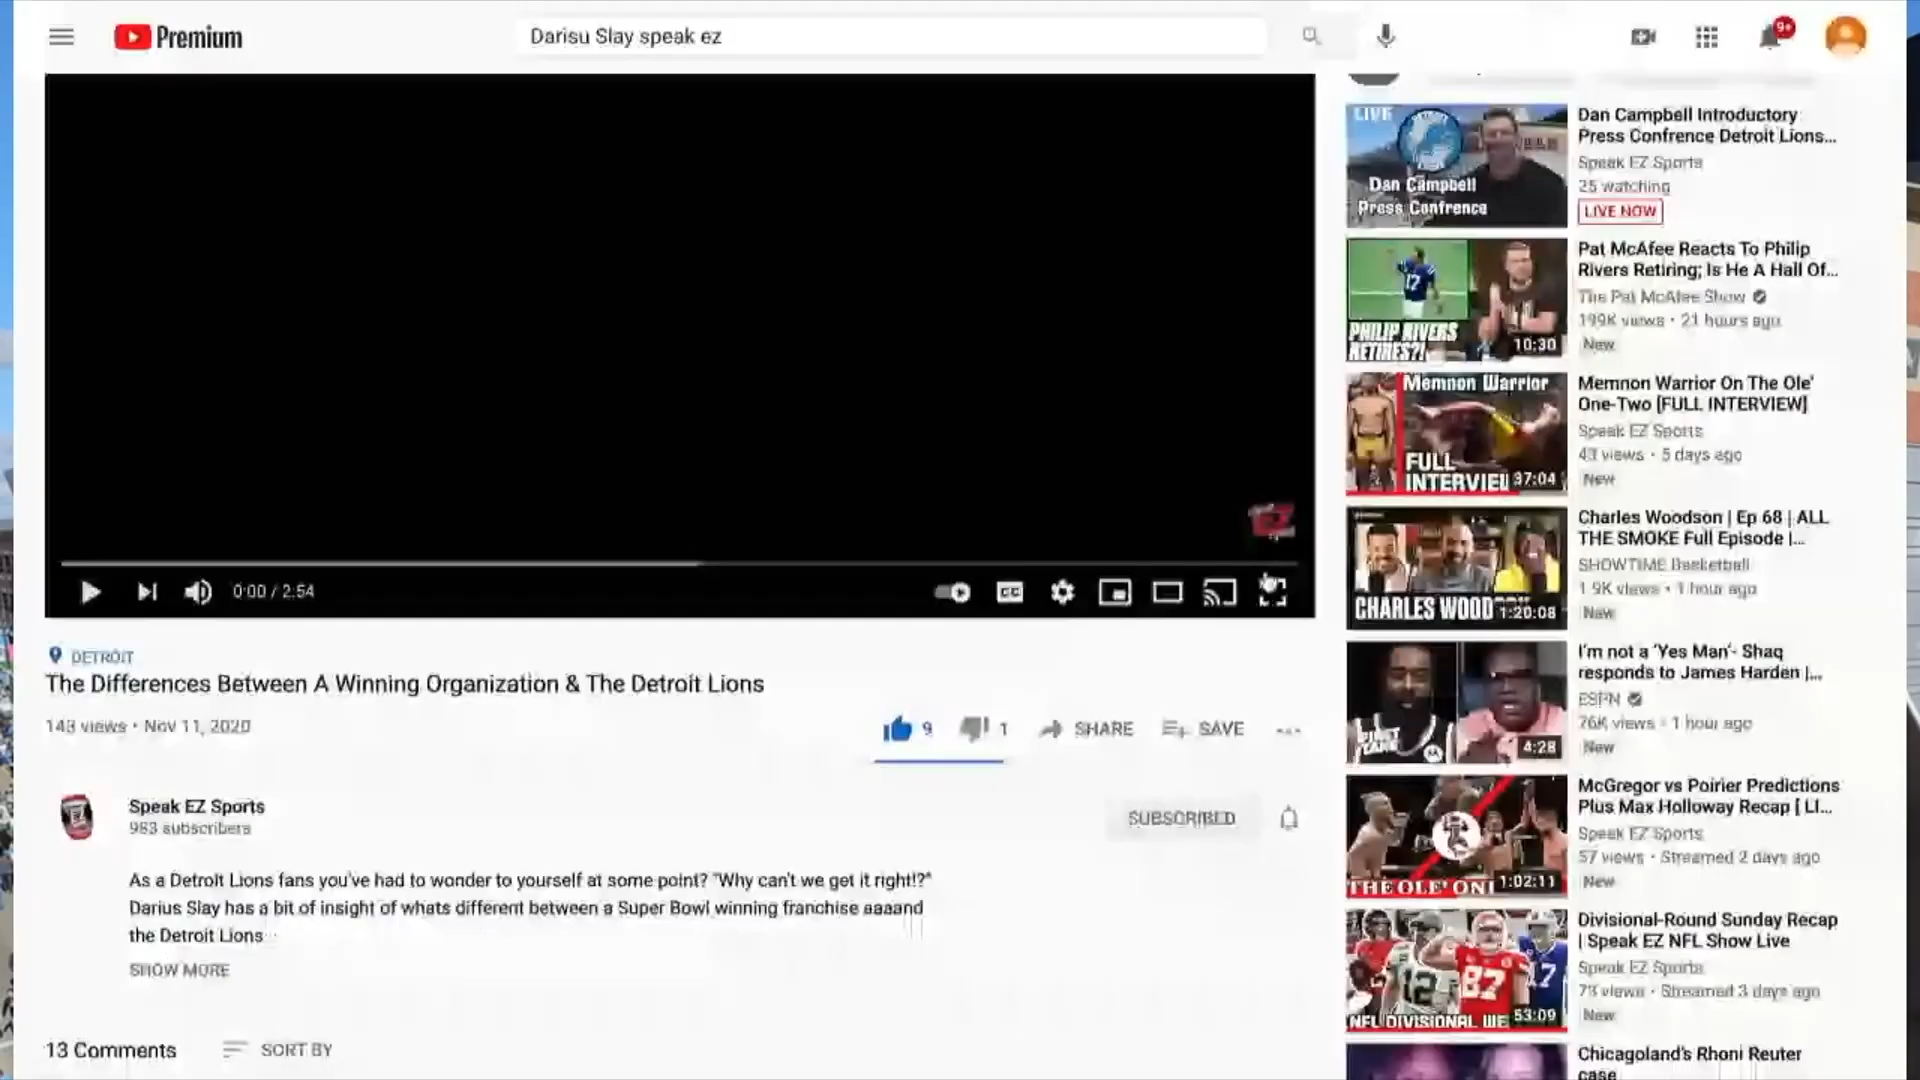 Premium
Darisu Slay speak ez
9+
0:00 / 2:54
CC
DETROIT
The Differences Between A Winning Organization & The Detroit Lions
143 views • Nov 11, 2020
9
1
SHARE
SAVE
Speak EZ Sports
983 subscribers
SUBSCRIBED
As a Detroit Lions fans you've had to wonder to yourself at some point? "Why can't we get it right!?"
Darius Slay has a bit of insight of whats different between a Super Bowl winning franchise aaaand
the Detroit Lions
SHOW MORE
13 Comments
SORT BY
LIVE
Dan Campbell
Press Confrence
Dan Campbell Introductory
Press Confrence Detroit Lions...
Speak EZ Sports
25 watching
LIVE NOW
PHILIP RIVERS
RETIRES?!
10:30
Pat McAfee Reacts To Philip
Rivers Retiring; Is He A Hall Of...
The Pat McAfee Show
199K views • 21 hours ago
New
Memnon Warrior
FULL
INTERVIEW
37:04
Memnon Warrior On The Ole'
One-Two [FULL INTERVIEW]
Speak EZ Sports
43 views • 5 days ago
New
CHARLES WOOD
1:20:08
Charles Woodson | Ep 68 | ALL
THE SMOKE Full Episode |...
SHOWTIME Basketball
1.9K views • 1 hour ago
New
4:28
I'm not a 'Yes Man'- Shaq
responds to James Harden |...
ESPN
76K views • 1 hour ago
New
THE OLE' ON
1:02:11
McGregor vs Poirier Predictions
Plus Max Holloway Recap [ LI...
Speak EZ Sports
57 views • Streamed 2 days ago
New
12
87
17
NFL DIVISIONAL WE
53:09
Divisional-Round Sunday Recap
| Speak EZ NFL Show Live
Speak EZ Sports
73 views • Streamed 3 days ago
New
Chicagoland's Rhoni Reuter
case